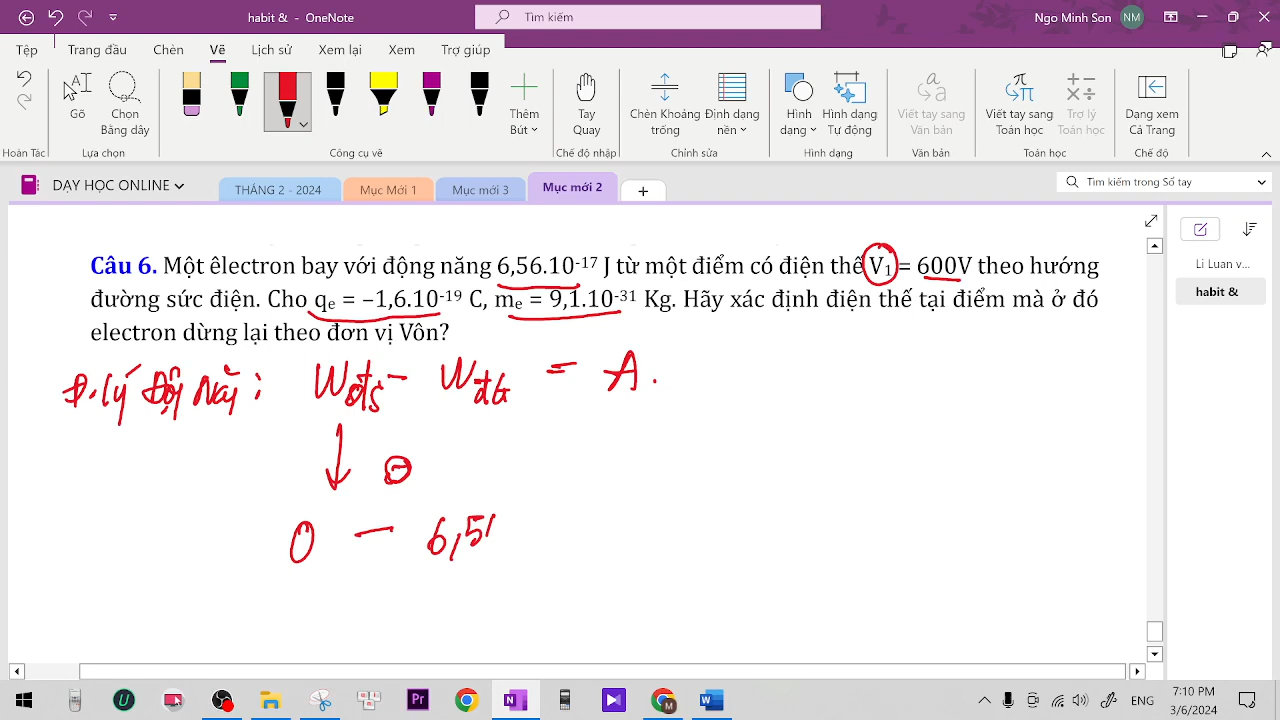 habit & - OneNote
Tìm kiếm
Ngo Minh Son
NM
Tệp Trang đầu Chèn Vẽ Lịch sử Xem Xem Trợ giúp
Gõ
Chọn Bằng dây
Thêm Bút
Tay Quay
Chèn Khoảng trống
Định dạng nền
Hình dạng
Hình dạng Tự động
Viết tay sang Văn bản
Viết tay sang Toán học
Trợ lý Toán học
Dạng xem Cả Trang
Hoàn Tác Lựa chọn Công cụ vẽ Chế độ nhập Chỉnh sửa Hình dạng Văn bản Toán học Chế độ
DẠY HỌC ONLINE THÁNG 2 - 2024 Mục Mới 1 Mục mới 3 Mục mới 2 + Tìm kiếm trong Sổ tay
Li Luan v...
habit &
Câu 6. Một êlectron bay với động năng 6,56.10⁻¹⁷ J từ một điểm có điện thế V₁ = 600V theo hướng
đường sức điện. Cho qₑ = –1,6.10⁻¹⁹ C, mₑ = 9,1.10⁻³¹ Kg. Hãy xác định điện thế tại điểm mà ở đó
electron dừng lại theo đơn vị Vôn?
Đ.lý Động năng: Wđs - Wđtr = A.
0 - 6,5
Pr
N
M
W
ENG
7:10 PM
3/6/2024